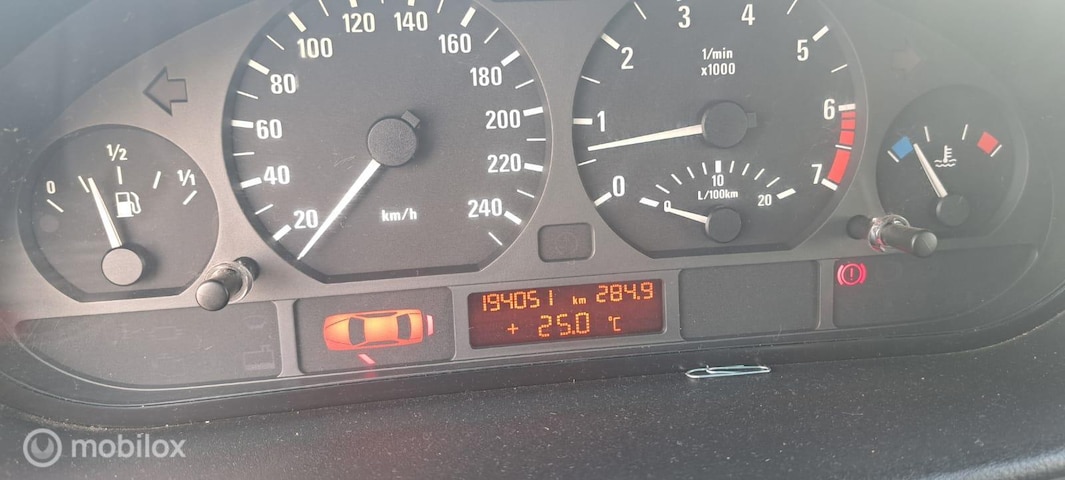 0 1/2 1/1
20 40 60 80 100 120 140 160 180 200 220 240
km/h
0 1 2 3 4 5 6 7
1/min
x1000
0 10 20
L/100km
194051 km 284.9
+ 25.0 °C
mobilox